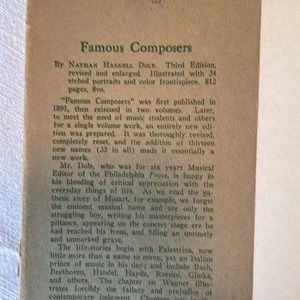 Famous Composers
By NATHAN HASKELL DOLE. Third Edition,
revised and enlarged. Illustrated with 34
etched portraits and color frontispiece. 812
pages, 8vo.
"Famous Composers" was first published in
1891, then reissued in two volumes. Later,
to meet the need of music students and others
for a single volume work, an entirely new edi-
tion was prepared. It was thoroughly revised,
completely reset, and the addition of thirteen
new names (33 in all) made it essentially a
new work.
Mr. Dole, who was for six years Musical
Editor of the Philadelphia Press, is happy in
his blending of critical appreciation with the
everyday things of life. As we read the pa-
thetic story of Mozart, for example, we forget
the eminent musical name and see only the
struggling boy, writing his masterpieces for a
pittance, appearing on the concert stage ere he
had reached his teens, and filling an untimely and
unmarked grave.
The life-stories begin with Palestrina, now
little more than a name to many, yet an Italian
prince of music in his day; and include Bach,
Beethoven, Handel, Haydn, Rossini, Glinka,
and others. The chapter on Wagner illus-
trates forcibly the fallacy and prejudice of
contemporary judgment.